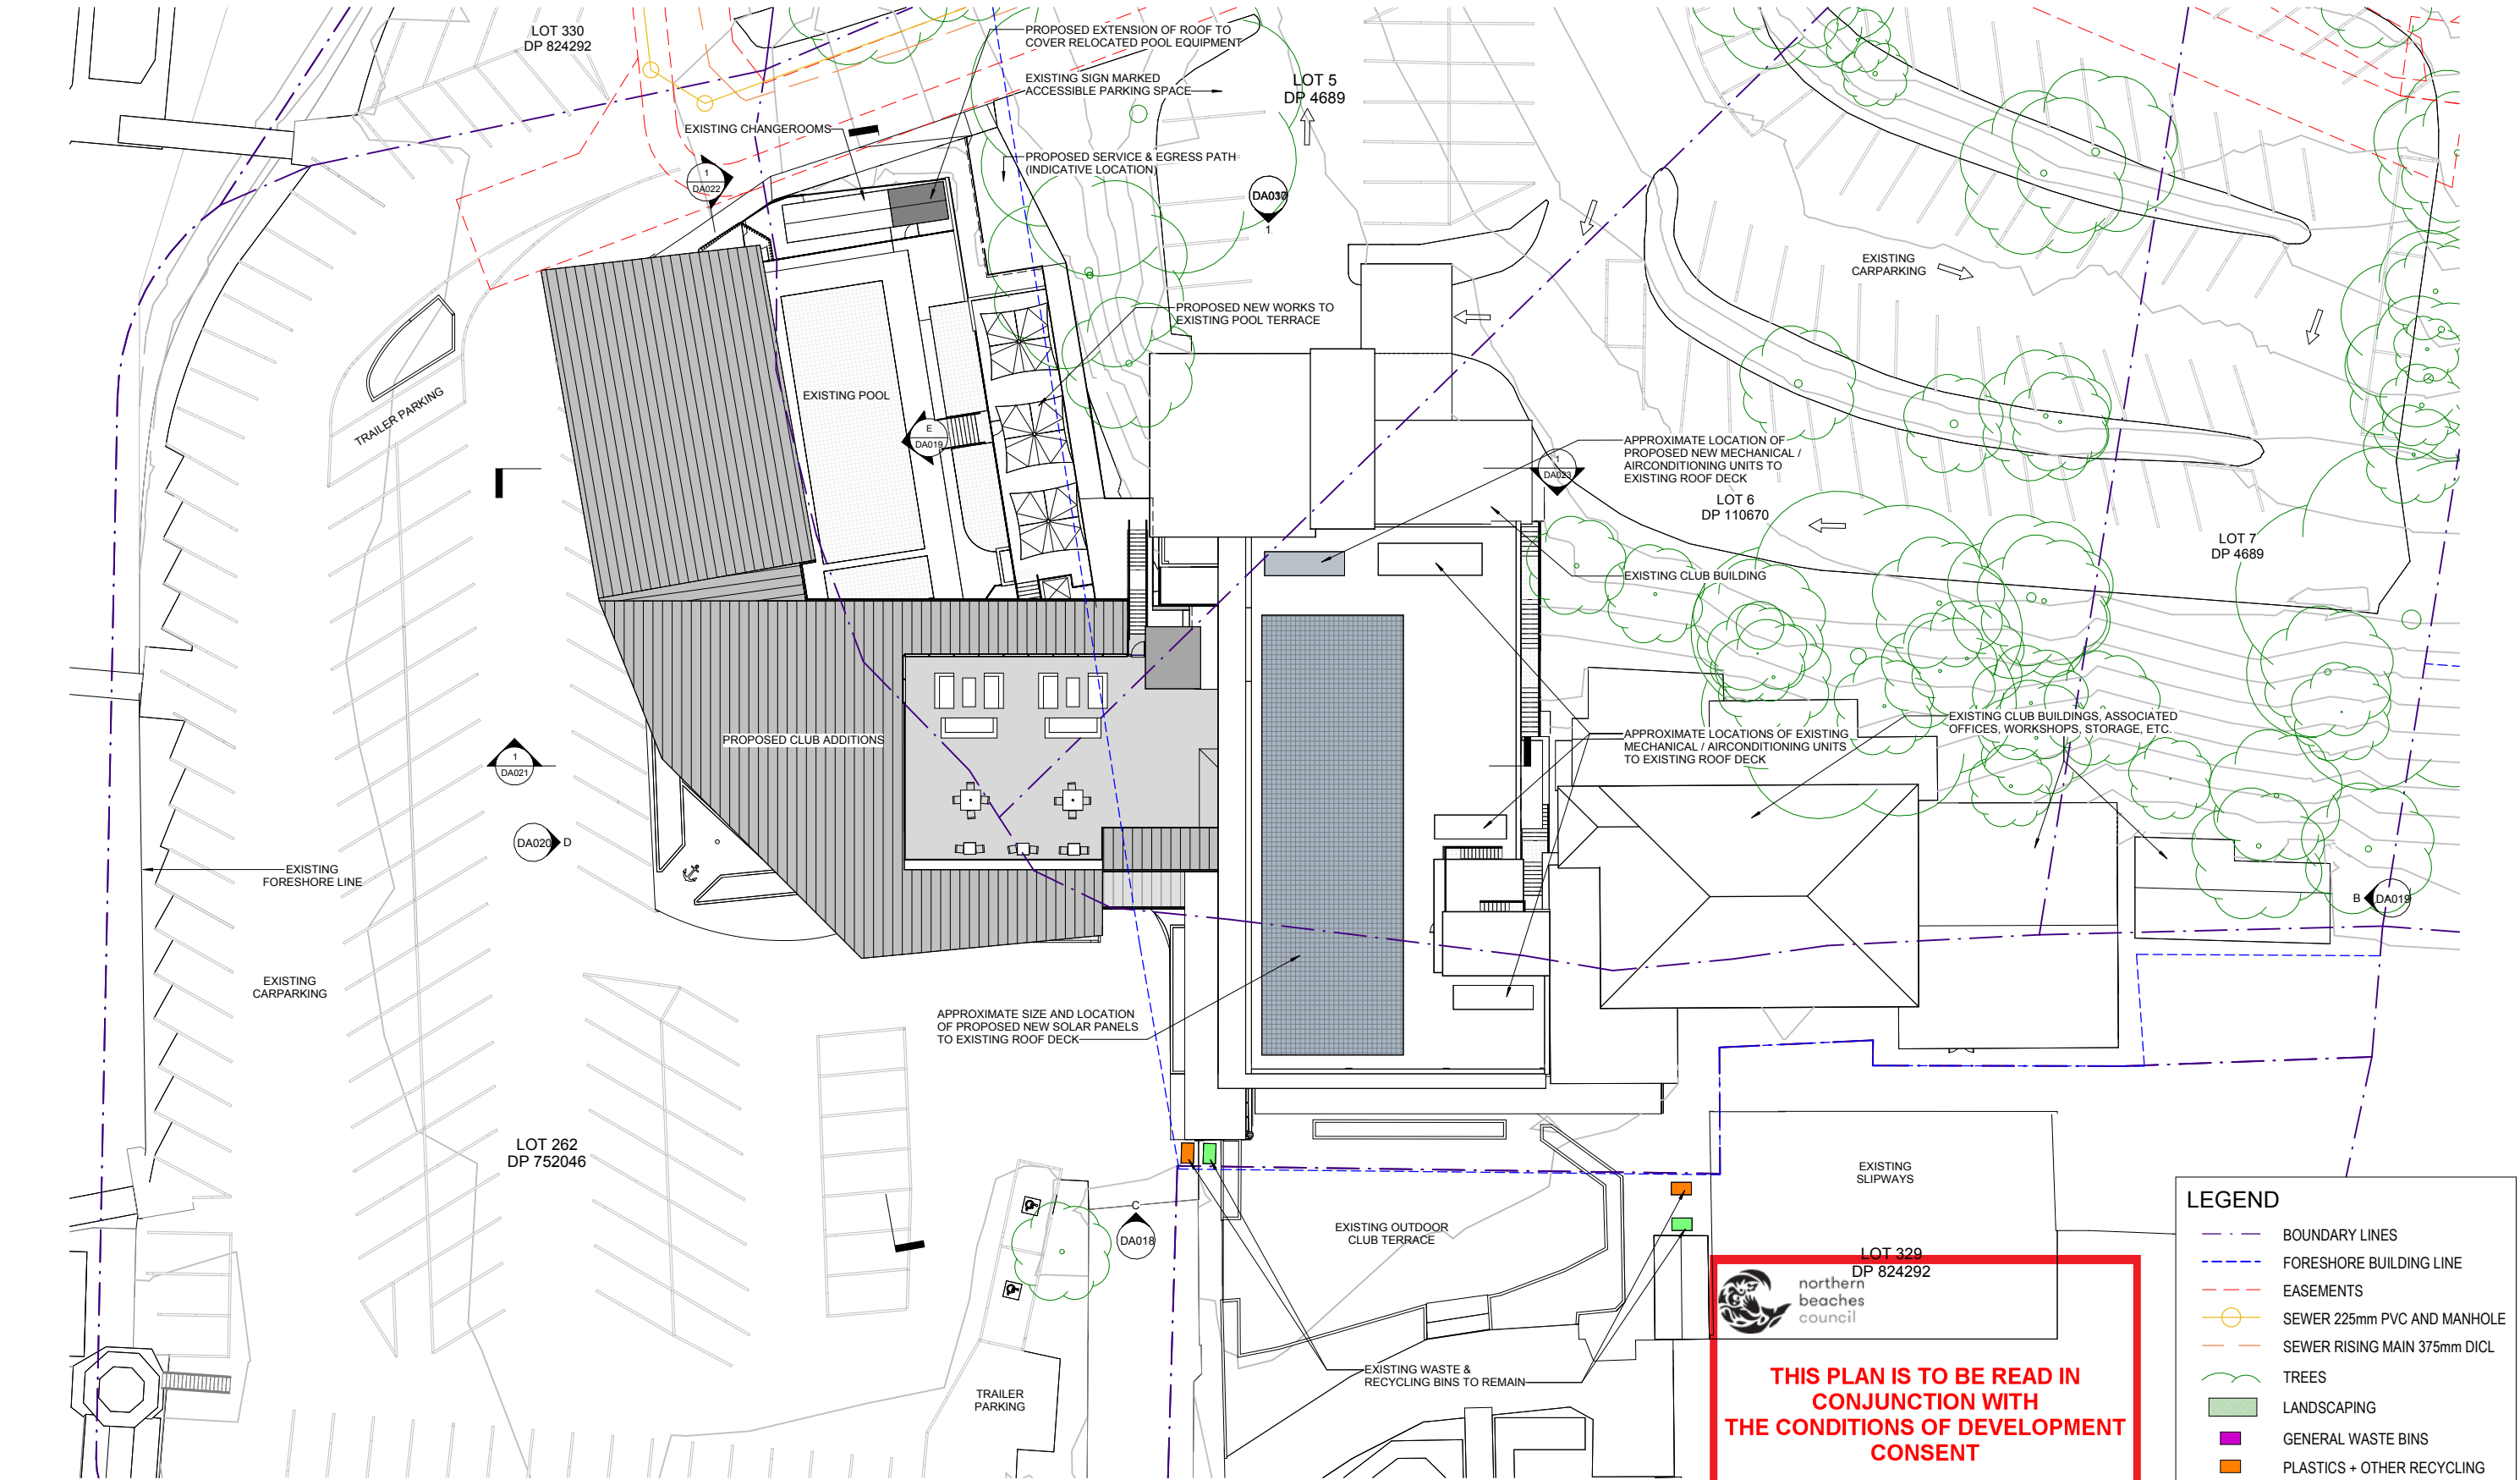 LOT 330
DP 824292
PROPOSED EXTENSION OF ROOF TO
COVER RELOCATED POOL EQUIPMENT
EXISTING SIGN MARKED
ACCESSIBLE PARKING SPACE
LOT 5
DP 4689
EXISTING CHANGEROOMS
PROPOSED SERVICE & EGRESS PATH
(INDICATIVE LOCATION)
1
DA022
1
PROPOSED NEW WORKS TO
EXISTING POOL TERRACE
EXISTING
CARPARKING
TRAILER PARKING
EXISTING POOL
E
DA019
APPROXIMATE LOCATION OF
PROPOSED NEW MECHANICAL /
AIRCONDITIONING UNITS TO
EXISTING ROOF DECK
1
DA023
LOT 6
DP 110670
LOT 7
DP 4689
EXISTING CLUB BUILDING
PROPOSED CLUB ADDITIONS
APPROXIMATE LOCATIONS OF EXISTING
MECHANICAL / AIRCONDITIONING UNITS
TO EXISTING ROOF DECK
EXISTING CLUB BUILDINGS, ASSOCIATED
OFFICES, WORKSHOPS, STORAGE, ETC.
1
DA021
DA020 D
EXISTING
FORESHORE LINE
B DA019
EXISTING
CARPARKING
APPROXIMATE SIZE AND LOCATION
OF PROPOSED NEW SOLAR PANELS
TO EXISTING ROOF DECK
LOT 262
DP 752046
C
DA018
EXISTING OUTDOOR
CLUB TERRACE
EXISTING
SLIPWAYS
LOT 329
DP 824292
northern
beaches
council
THIS PLAN IS TO BE READ IN
CONJUNCTION WITH
THE CONDITIONS OF DEVELOPMENT
CONSENT
EXISTING WASTE &
RECYCLING BINS TO REMAIN
TRAILER
PARKING
LEGEND
BOUNDARY LINES
FORESHORE BUILDING LINE
EASEMENTS
SEWER 225mm PVC AND MANHOLE
SEWER RISING MAIN 375mm DICL
TREES
LANDSCAPING
GENERAL WASTE BINS
PLASTICS + OTHER RECYCLING